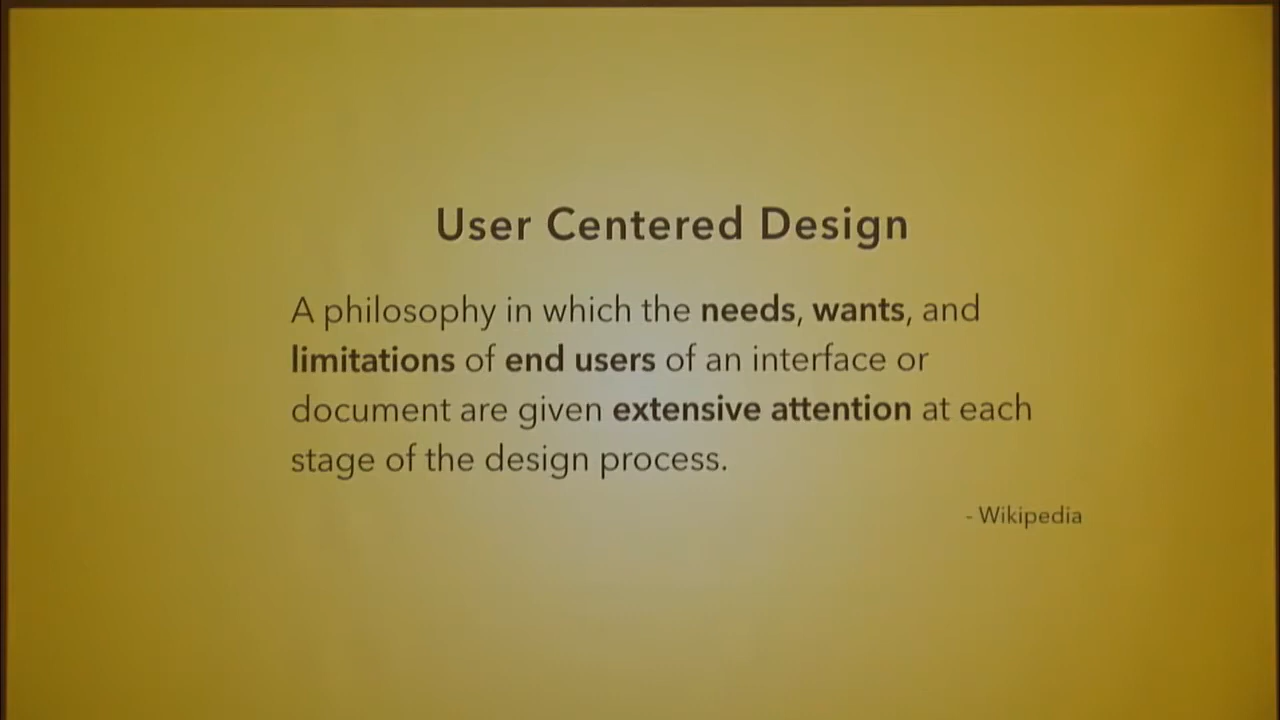 User Centered Design
A philosophy in which the needs, wants, and
limitations of end users of an interface or
document are given extensive attention at each
stage of the design process.
- Wikipedia